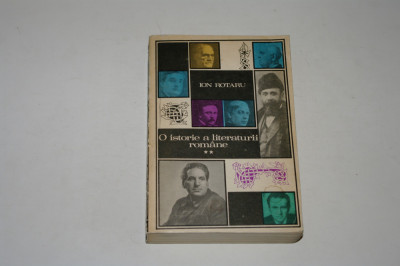 ION ROTARU
O istorie a literaturii
române
**